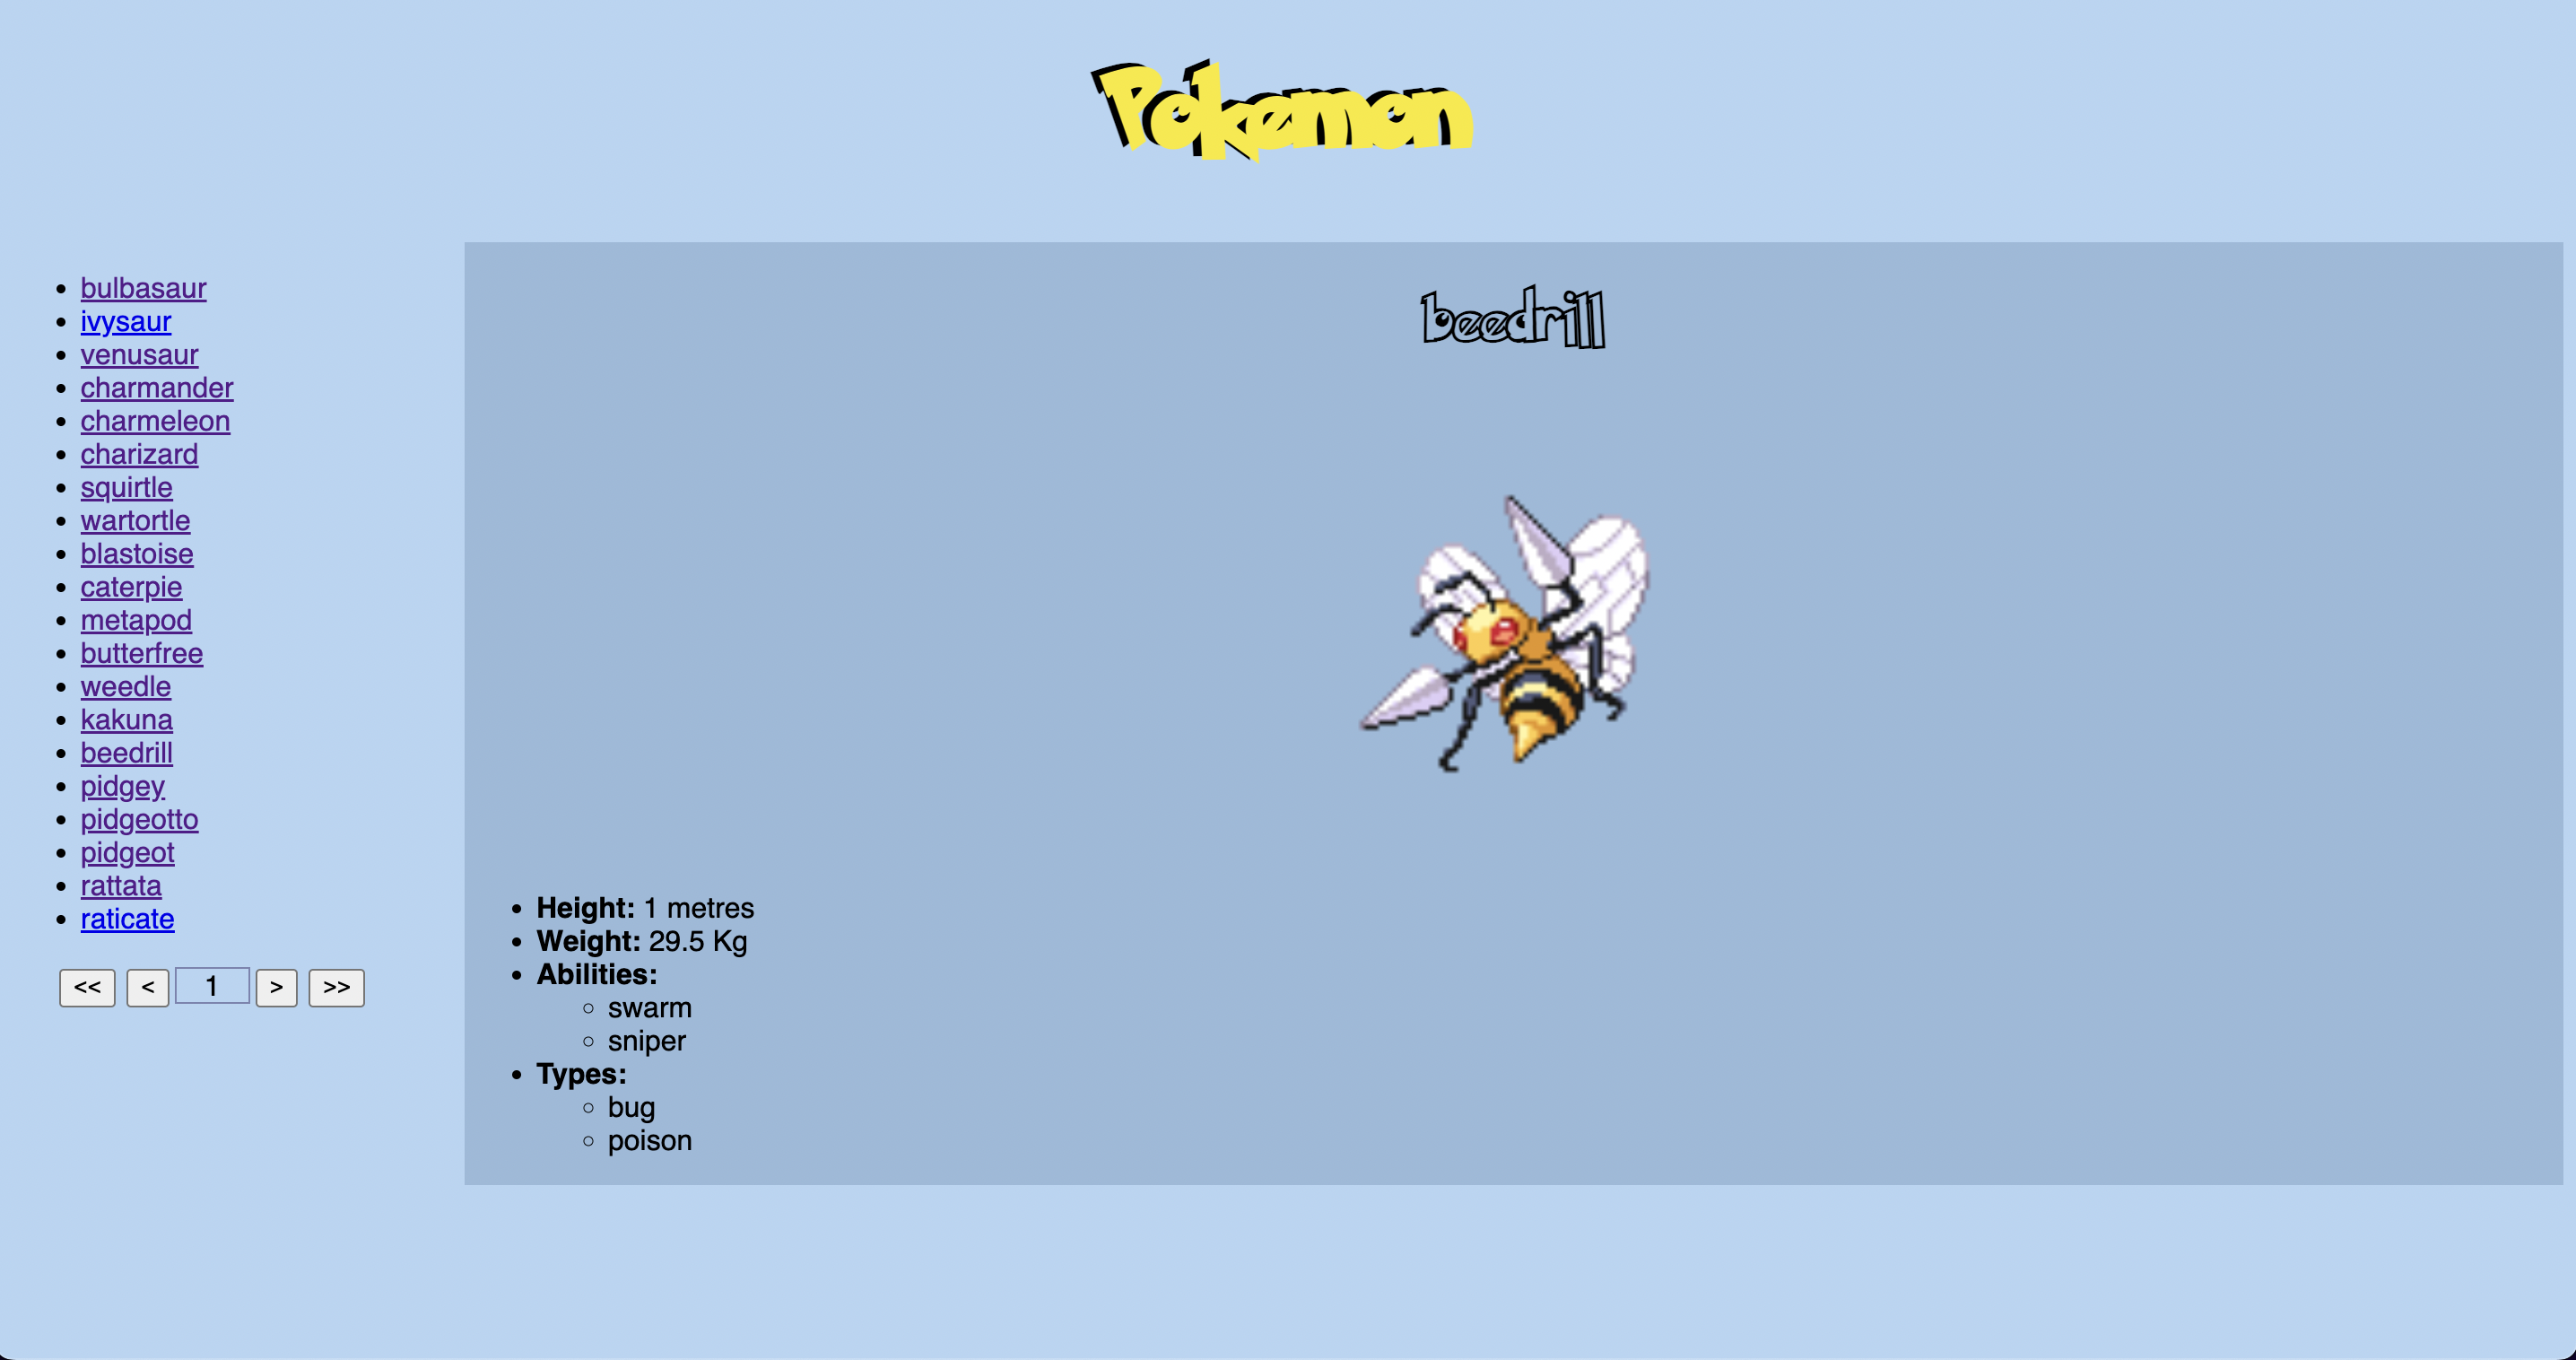 Pokemon
bulbasaur
ivysaur
venusaur
charmander
charmeleon
charizard
squirtle
wartortle
blastoise
caterpie
metapod
butterfree
weedle
kakuna
beedrill
pidgey
pidgeotto
pidgeot
rattata
raticate
<< < 1 > >>
beedrill
Height: 1 metres
Weight: 29.5 Kg
Abilities:
swarm
sniper
Types:
bug
poison